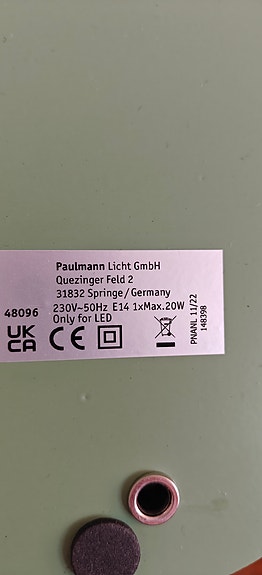 Paulmann Licht GmbH
Quezinger Feld 2
31832 Springe / Germany
230V~50Hz E14 1xMax.20W
Only for LED
48096
UK
CA
CE
PNANL 11/22
148398